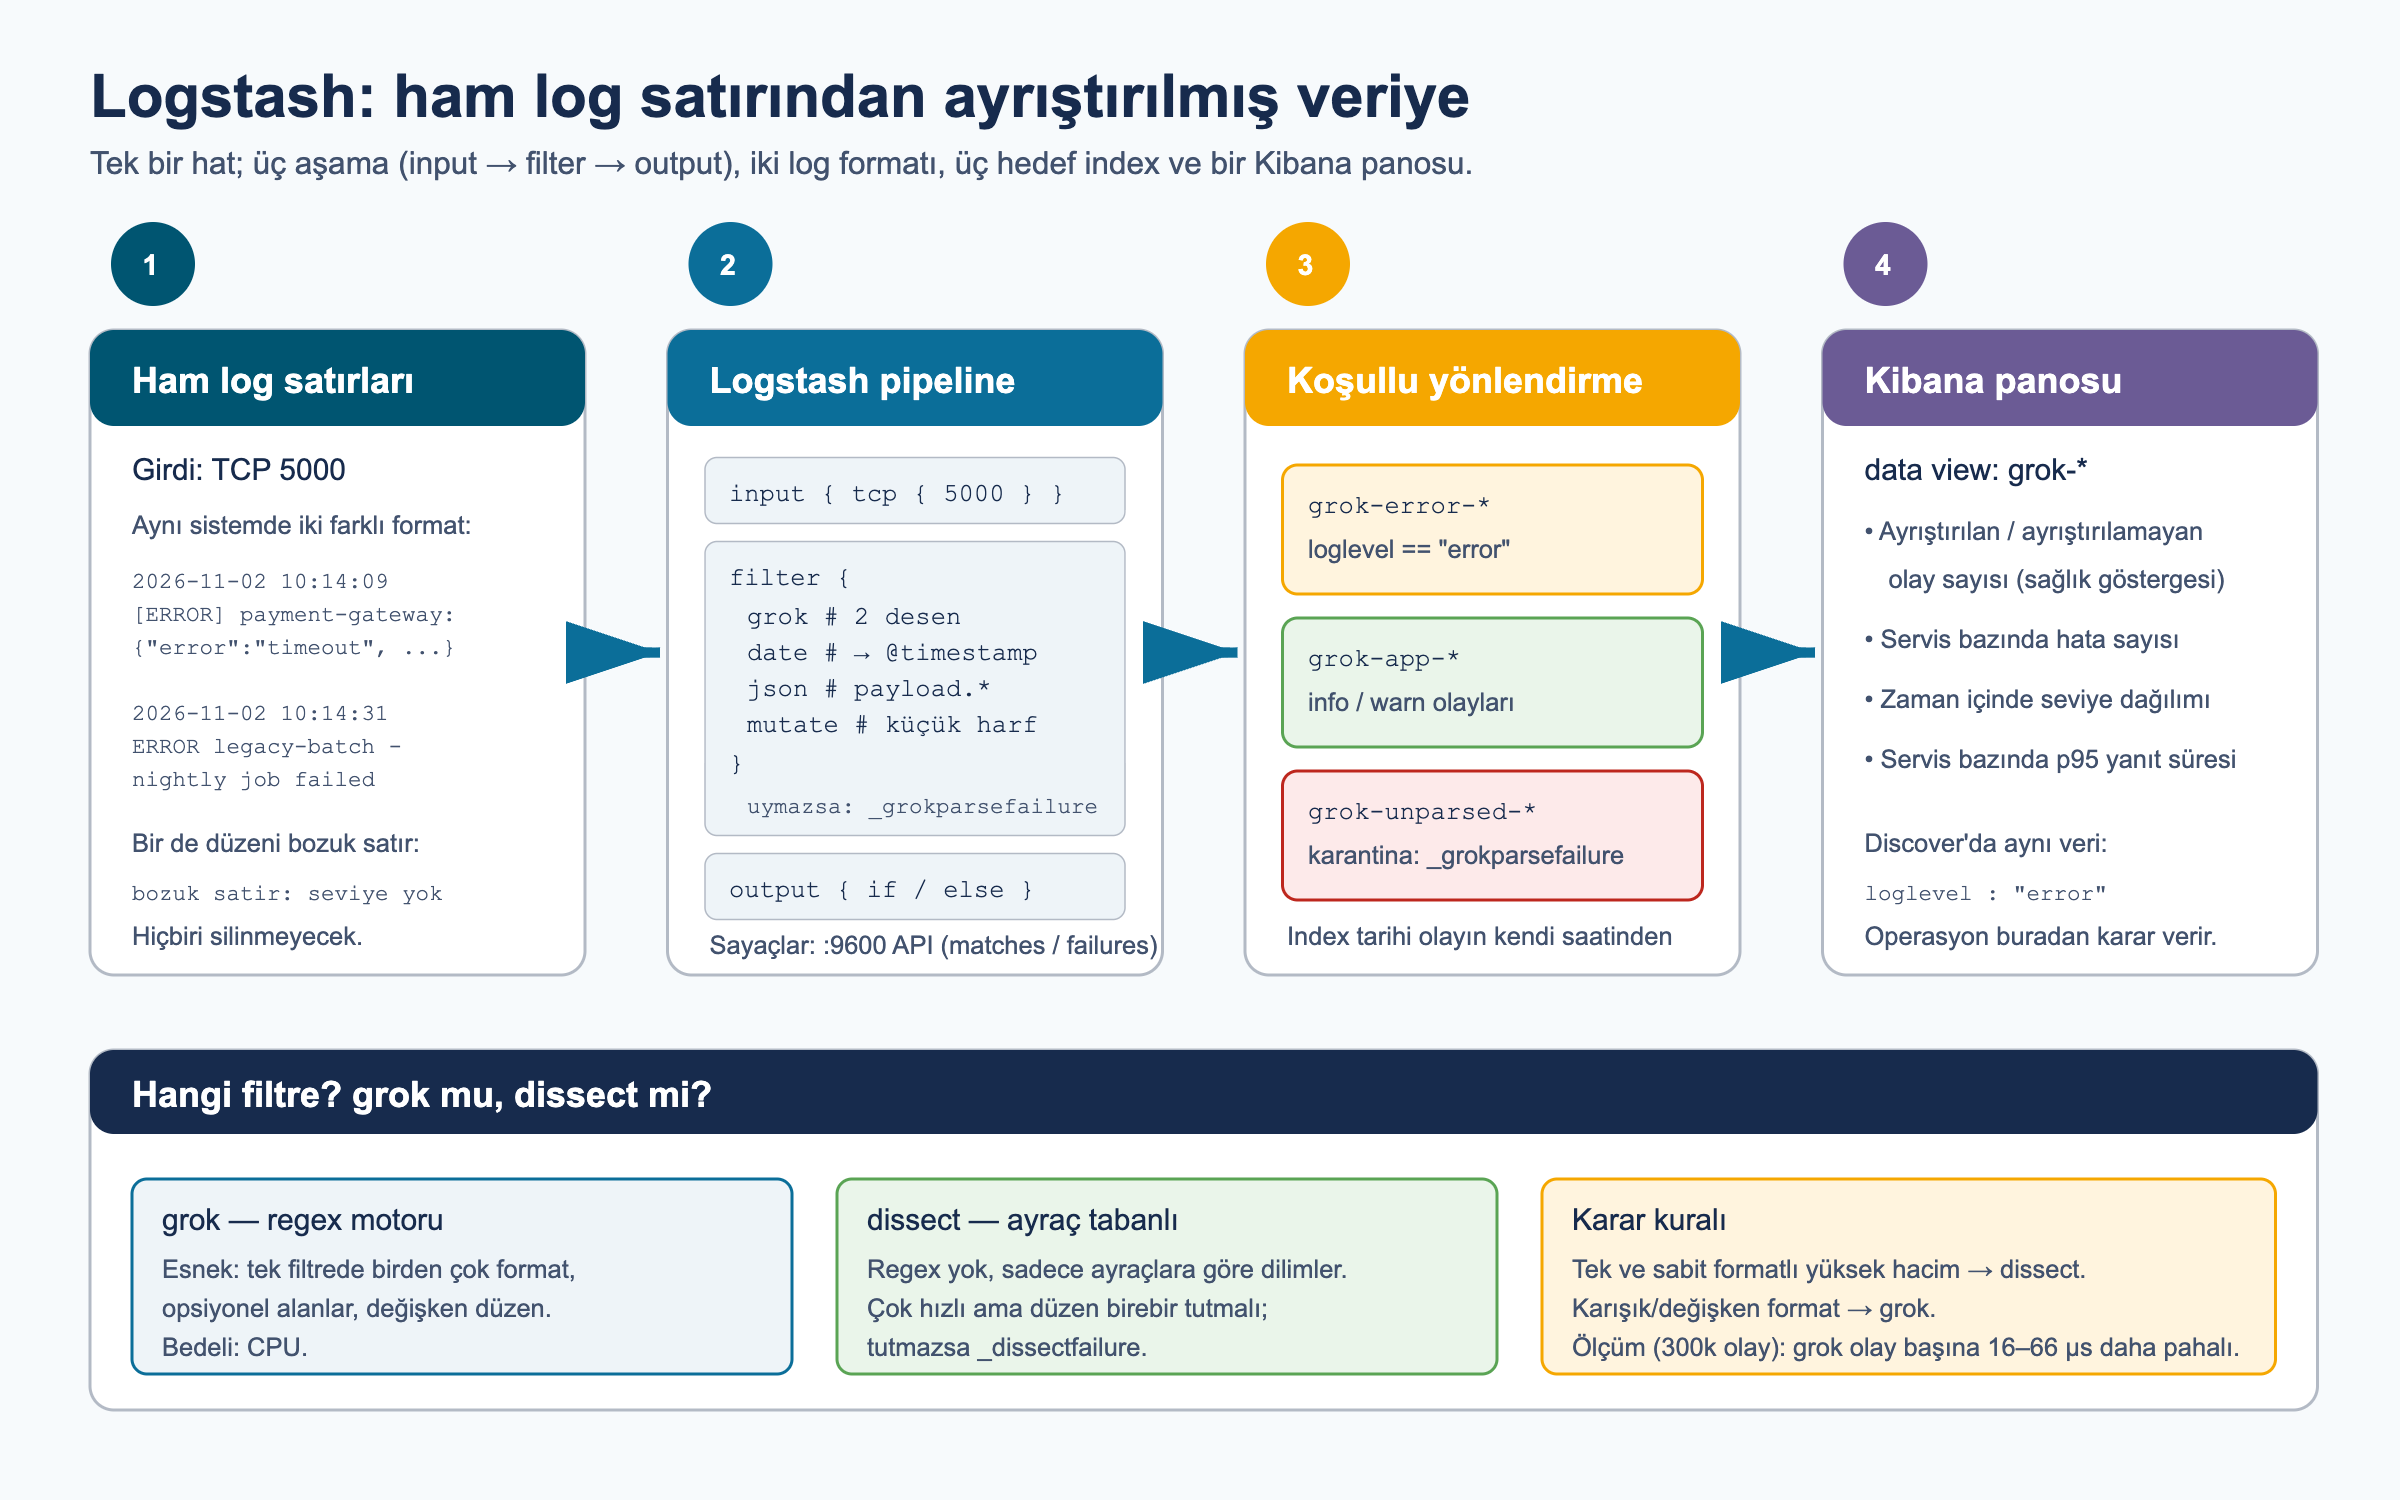 Logstash: ham log satırından ayrıştırılmış veriye
Tek bir hat; üç aşama (input → filter → output), iki log formatı, üç hedef index ve bir Kibana panosu.
1
Ham log satırları
Girdi: TCP 5000
Aynı sistemde iki farklı format:
2026-11-02 10:14:09
[ERROR] payment-gateway:
{"error":"timeout", ...}
2026-11-02 10:14:31
ERROR legacy-batch -
nightly job failed
Bir de düzeni bozuk satır:
bozuk satir: seviye yok
Hiçbiri silinmeyecek.
2
Logstash pipeline
input { tcp { 5000 } }
filter {
grok # 2 desen
date # → @timestamp
json # payload.*
mutate # küçük harf
}
uymazsa: _grokparsefailure
output { if / else }
Sayaçlar: :9600 API (matches / failures)
3
Koşullu yönlendirme
grok-error-*
loglevel == "error"
grok-app-*
info / warn olayları
grok-unparsed-*
karantina: _grokparsefailure
Index tarihi olayın kendi saatinden
4
Kibana panosu
data view: grok-*
• Ayrıştırılan / ayrıştırılamayan
olay sayısı (sağlık göstergesi)
• Servis bazında hata sayısı
• Zaman içinde seviye dağılımı
• Servis bazında p95 yanıt süresi
Discover'da aynı veri:
loglevel : "error"
Operasyon buradan karar verir.
Hangi filtre? grok mu, dissect mi?
grok — regex motoru
Esnek: tek filtrede birden çok format,
opsiyonel alanlar, değişken düzen.
Bedeli: CPU.
dissect — ayraç tabanlı
Regex yok, sadece ayraçlara göre dilimler.
Çok hızlı ama düzen birebir tutmalı;
tutmazsa _dissectfailure.
Karar kuralı
Tek ve sabit formatlı yüksek hacim → dissect.
Karışık/değişken format → grok.
Ölçüm (300k olay): grok olay başına 16–66 µs daha pahalı.